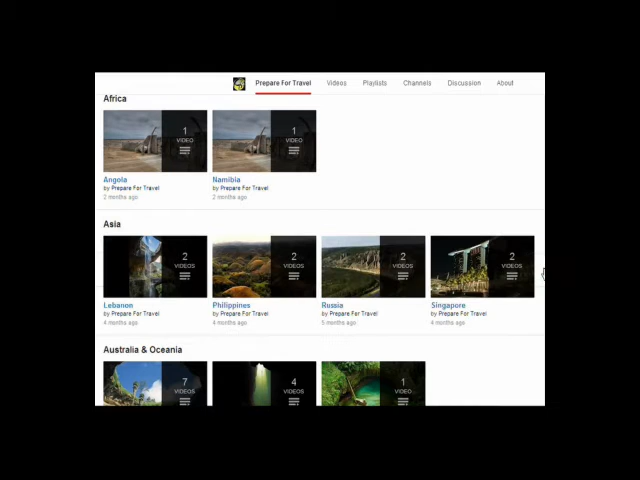 Prepare For Travel Videos Playlists Channels Discussion About
Africa
1 VIDEO
1 VIDEO
Angola
by Prepare For Travel
2 months ago
Namibia
by Prepare For Travel
2 months ago
Asia
2 VIDEOS
2 VIDEOS
2 VIDEOS
2 VIDEOS
Lebanon
by Prepare For Travel
4 months ago
Philippines
by Prepare For Travel
4 months ago
Russia
by Prepare For Travel
5 months ago
Singapore
by Prepare For Travel
4 months ago
Australia & Oceania
7 VIDEOS
4 VIDEOS
1 VIDEO